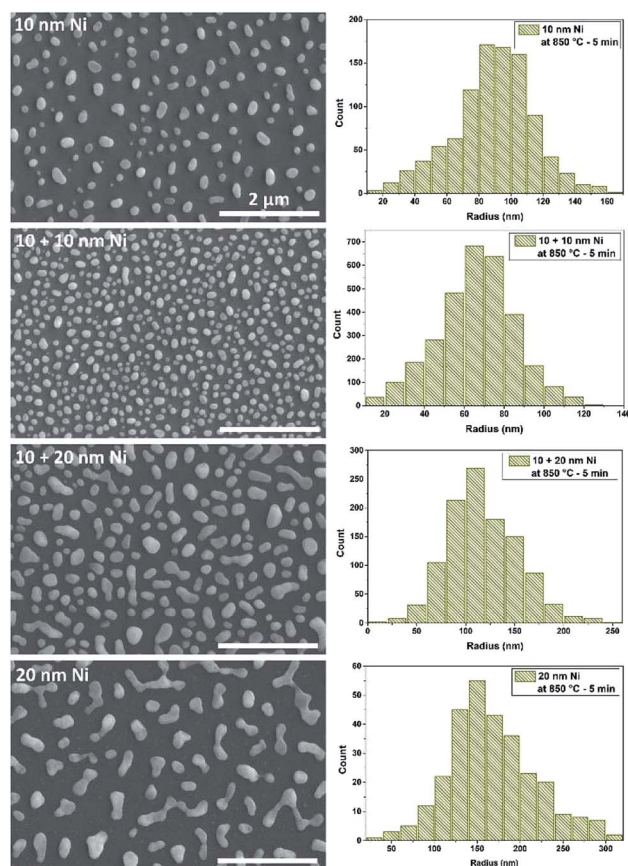 10 nm Ni
2 µm
200
150
100
50
0
Count
10 nm Ni
at 850 °C - 5 min
20 40 60 80 100 120 140 160
Radius (nm)
10 + 10 nm Ni
700
600
500
400
300
200
100
0
Count
10 + 10 nm Ni
at 850 °C - 5 min
20 40 60 80 100 120 140
Radius (nm)
10 + 20 nm Ni
300
250
200
150
100
50
0
Count
10 + 20 nm Ni
at 850 °C - 5 min
0 50 100 150 200 250
Radius (nm)
20 nm Ni
60
50
40
30
20
10
0
Count
20 nm Ni
at 850 °C - 5 min
50 100 150 200 250 300
Radius (nm)